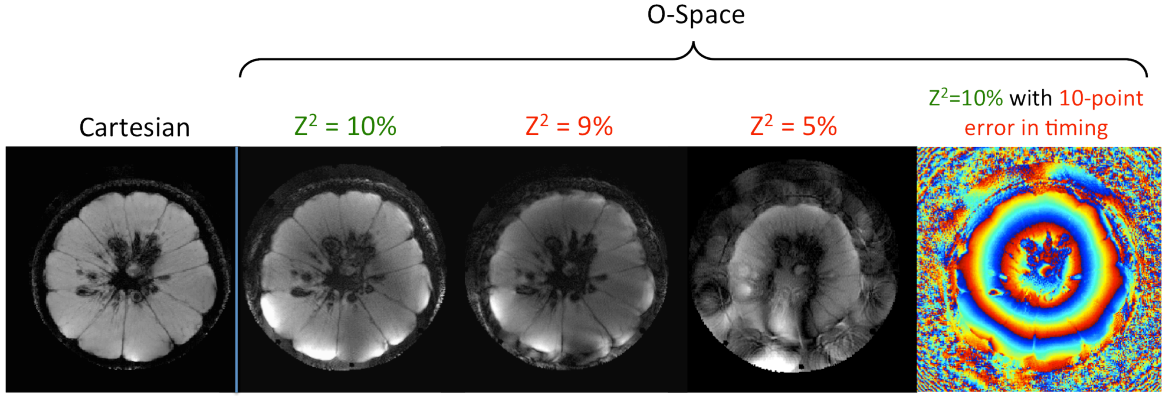 O-Space
Cartesian
Z² = 10%
Z² = 9%
Z² = 5%
Z²=10% with 10-point
error in timing